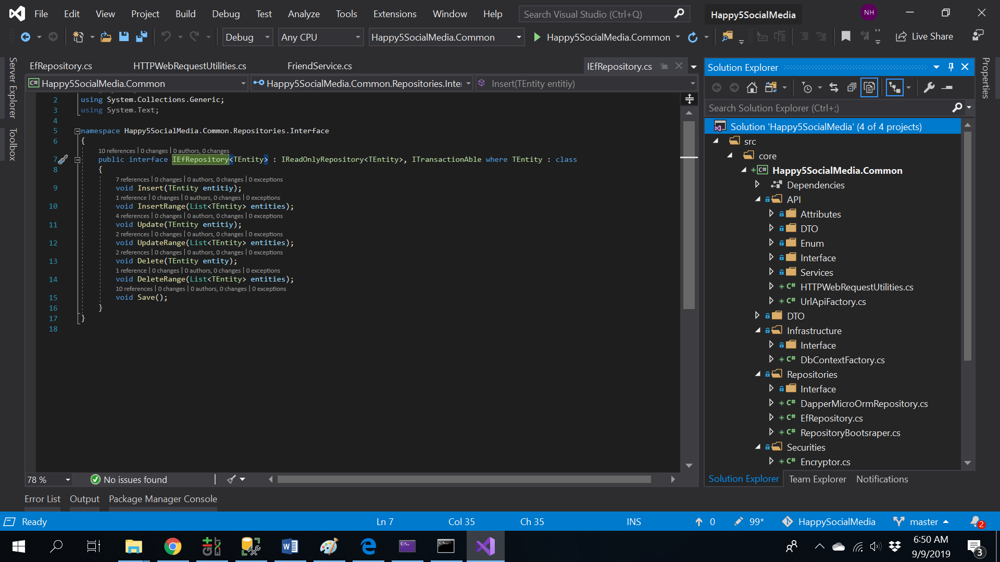 File Edit View Project Build Debug Test Analyze Tools Extensions Window Help Search Visual Studio (Ctrl+Q) Happy5SocialMedia NH
Debug Any CPU Happy5SocialMedia.Common Happy5SocialMedia.Common Live Share
Server Explorer
Toolbox
EfRepository.cs HTTPWebRequestUtilities.cs FriendService.cs IEfRepository.cs
C# Happy5SocialMedia.Common Happy5SocialMedia.Common.Repositories.Inte Insert(TEntity entitiy)
2 using System.Collections.Generic;
3 using System.Text;
4
5 namespace Happy5SocialMedia.Common.Repositories.Interface
6 {
10 references | 0 changes | 0 authors, 0 changes
7 public interface IEfRepository<TEntity> : IReadOnlyRepository<TEntity>, ITransactionAble where TEntity : class
8 {
7 references | 0 changes | 0 authors, 0 changes | 0 exceptions
9 void Insert(TEntity entitiy);
1 reference | 0 changes | 0 authors, 0 changes | 0 exceptions
10 void InsertRange(List<TEntity> entities);
4 references | 0 changes | 0 authors, 0 changes | 0 exceptions
11 void Update(TEntity entitiy);
2 references | 0 changes | 0 authors, 0 changes | 0 exceptions
12 void UpdateRange(List<TEntity> entities);
2 references | 0 changes | 0 authors, 0 changes | 0 exceptions
13 void Delete(TEntity entity);
1 reference | 0 changes | 0 authors, 0 changes | 0 exceptions
14 void DeleteRange(List<TEntity> entities);
10 references | 0 changes | 0 authors, 0 changes | 0 exceptions
15 void Save();
16 }
17 }
18
78 % No issues found
Error List Output Package Manager Console
Solution Explorer
Search Solution Explorer (Ctrl+;)
Solution 'Happy5SocialMedia' (4 of 4 projects)
src
core
C# Happy5SocialMedia.Common
Dependencies
API
Attributes
DTO
Enum
Interface
Services
C# HTTPWebRequestUtilities.cs
C# UrlApiFactory.cs
DTO
Infrastructure
Interface
C# DbContextFactory.cs
Repositories
Interface
C# DapperMicroOrmRepository.cs
C# EfRepository.cs
C# RepositoryBootsraper.cs
Securities
C# Encryptor.cs
Solution Explorer Team Explorer Notifications
Properties
Ready Ln 7 Col 35 Ch 35 INS 0 99* HappySocialMedia master 2
6:50 AM
9/9/2019
3